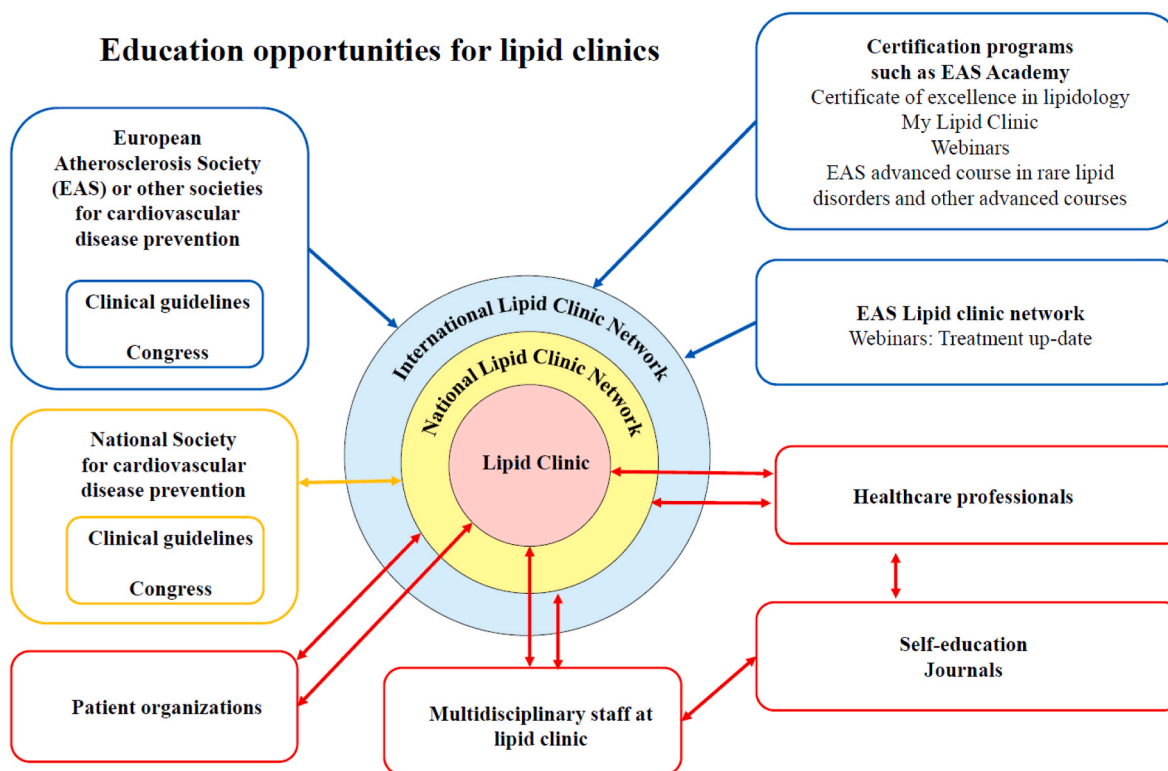 Education opportunities for lipid clinics
European
Atherosclerosis Society
(EAS) or other societies
for cardiovascular
disease prevention
Clinical guidelines
Congress
Certification programs
such as EAS Academy
Certificate of excellence in lipidology
My Lipid Clinic
Webinars
EAS advanced course in rare lipid
disorders and other advanced courses
EAS Lipid clinic network
Webinars: Treatment up-date
International Lipid Clinic Network
National Lipid Clinic Network
Lipid Clinic
National Society
for cardiovascular
disease prevention
Clinical guidelines
Congress
Healthcare professionals
Self-education
Journals
Patient organizations
Multidisciplinary staff at
lipid clinic